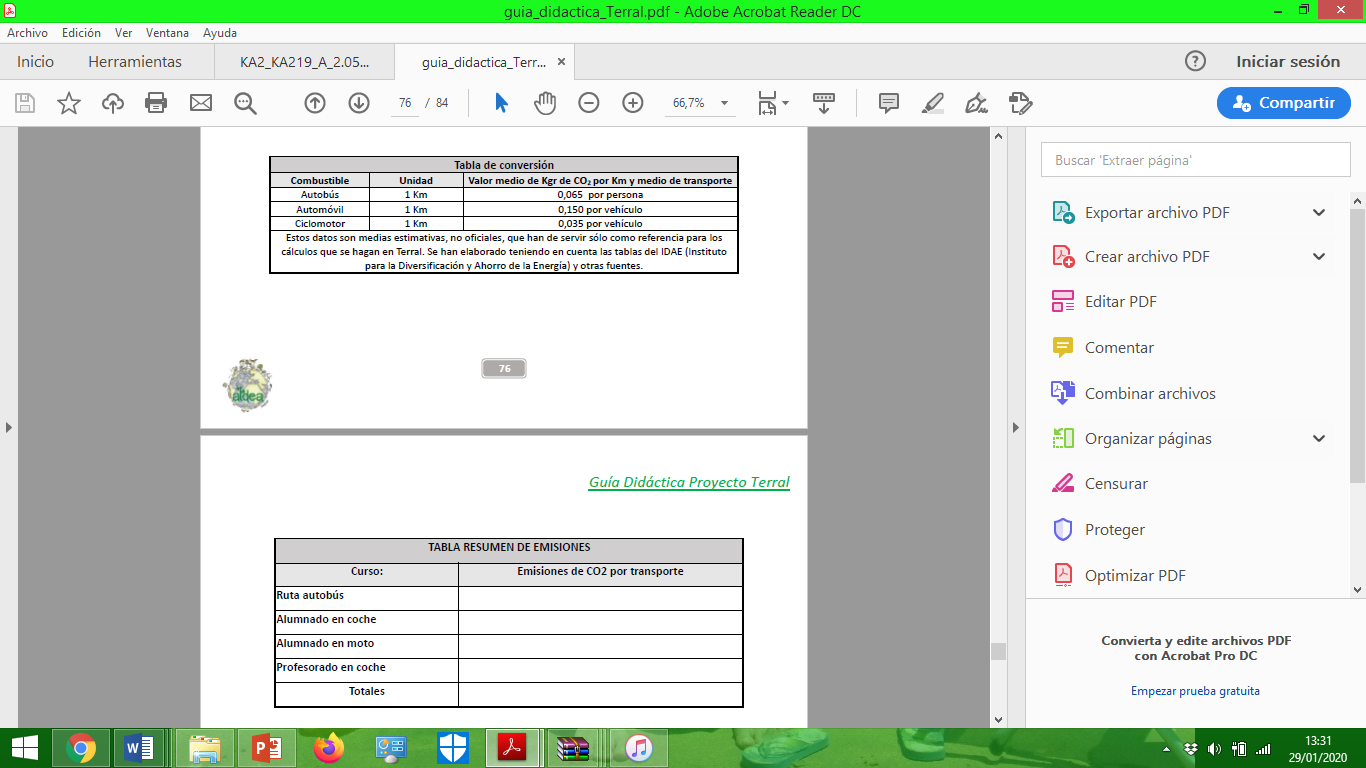 guia_didactica_Terral.pdf - Adobe Acrobat Reader DC
Archivo Edición Ver Ventana Ayuda
Inicio Herramientas KA2_KA219_A_2.05... guia_didactica_Terr... Iniciar sesión
76 / 84 66,7% Compartir
Tabla de conversión
Combustible Unidad Valor medio de Kgr de CO₂ por Km y medio de transporte
Autobús 1 Km 0,065 por persona
Automóvil 1 Km 0,150 por vehículo
Ciclomotor 1 Km 0,035 por vehículo
Estos datos son medias estimativas, no oficiales, que han de servir sólo como referencia para los
cálculos que se hagan en Terral. Se han elaborado teniendo en cuenta las tablas del IDAE (Instituto
para la Diversificación y Ahorro de la Energía) y otras fuentes.
aldea
76
Guía Didáctica Proyecto Terral
TABLA RESUMEN DE EMISIONES
Curso: Emisiones de CO2 por transporte
Ruta autobús
Alumnado en coche
Alumnado en moto
Profesorado en coche
Totales
Buscar 'Extraer página'
Exportar archivo PDF
Crear archivo PDF
Editar PDF
Comentar
Combinar archivos
Organizar páginas
Censurar
Proteger
Optimizar PDF
Convierta y edite archivos PDF
con Acrobat Pro DC
Empezar prueba gratuita
13:31
29/01/2020